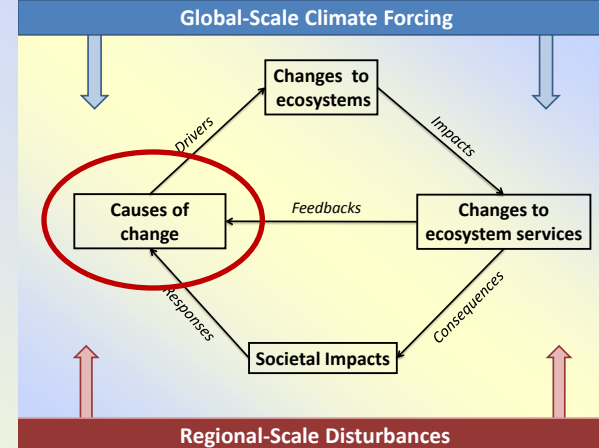 Global-Scale Climate Forcing
Changes to
ecosystems
Drivers
Impacts
Causes of
change
Feedbacks
Changes to
ecosystem services
Responses
Consequences
Societal Impacts
Regional-Scale Disturbances